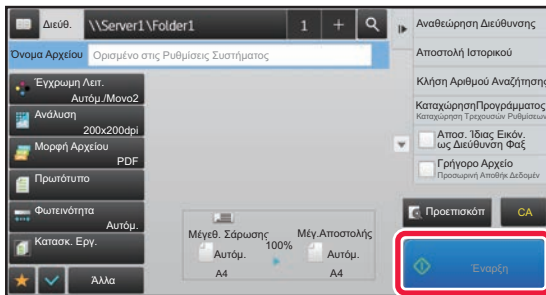 Διεύθ.
\\Server1\Folder1
1
+
Όνομα Αρχείου
Ορισμένο στις Ρυθμίσεις Συστήματος
Έγχρωμη Λειτ.
Αυτόμ./Μονο2
Ανάλυση
200x200dpi
Μορφή Αρχείου
PDF
Πρωτότυπο
Φωτεινότητα
Αυτόμ.
Κατασκ. Εργ.
Άλλα
Μέγεθ. Σάρωσης
100%
Μέγ.Αποστολής
Αυτόμ.
Αυτόμ.
A4
A4
Αναθεώρηση Διεύθυνσης
Αποστολή Ιστορικού
Κλήση Αριθμού Αναζήτησης
ΚαταχώρησηΠρογράμματος
Καταχώρηση Τρεχουσών Ρυθμίσεων
Αποσ. Ίδιας Εικόν.
ως Διεύθυνση Φαξ
Γρήγορο Αρχείο
Προσωρινή Αποθήκ Δεδομέν
Προεπισκόπ
CA
Έναρξη